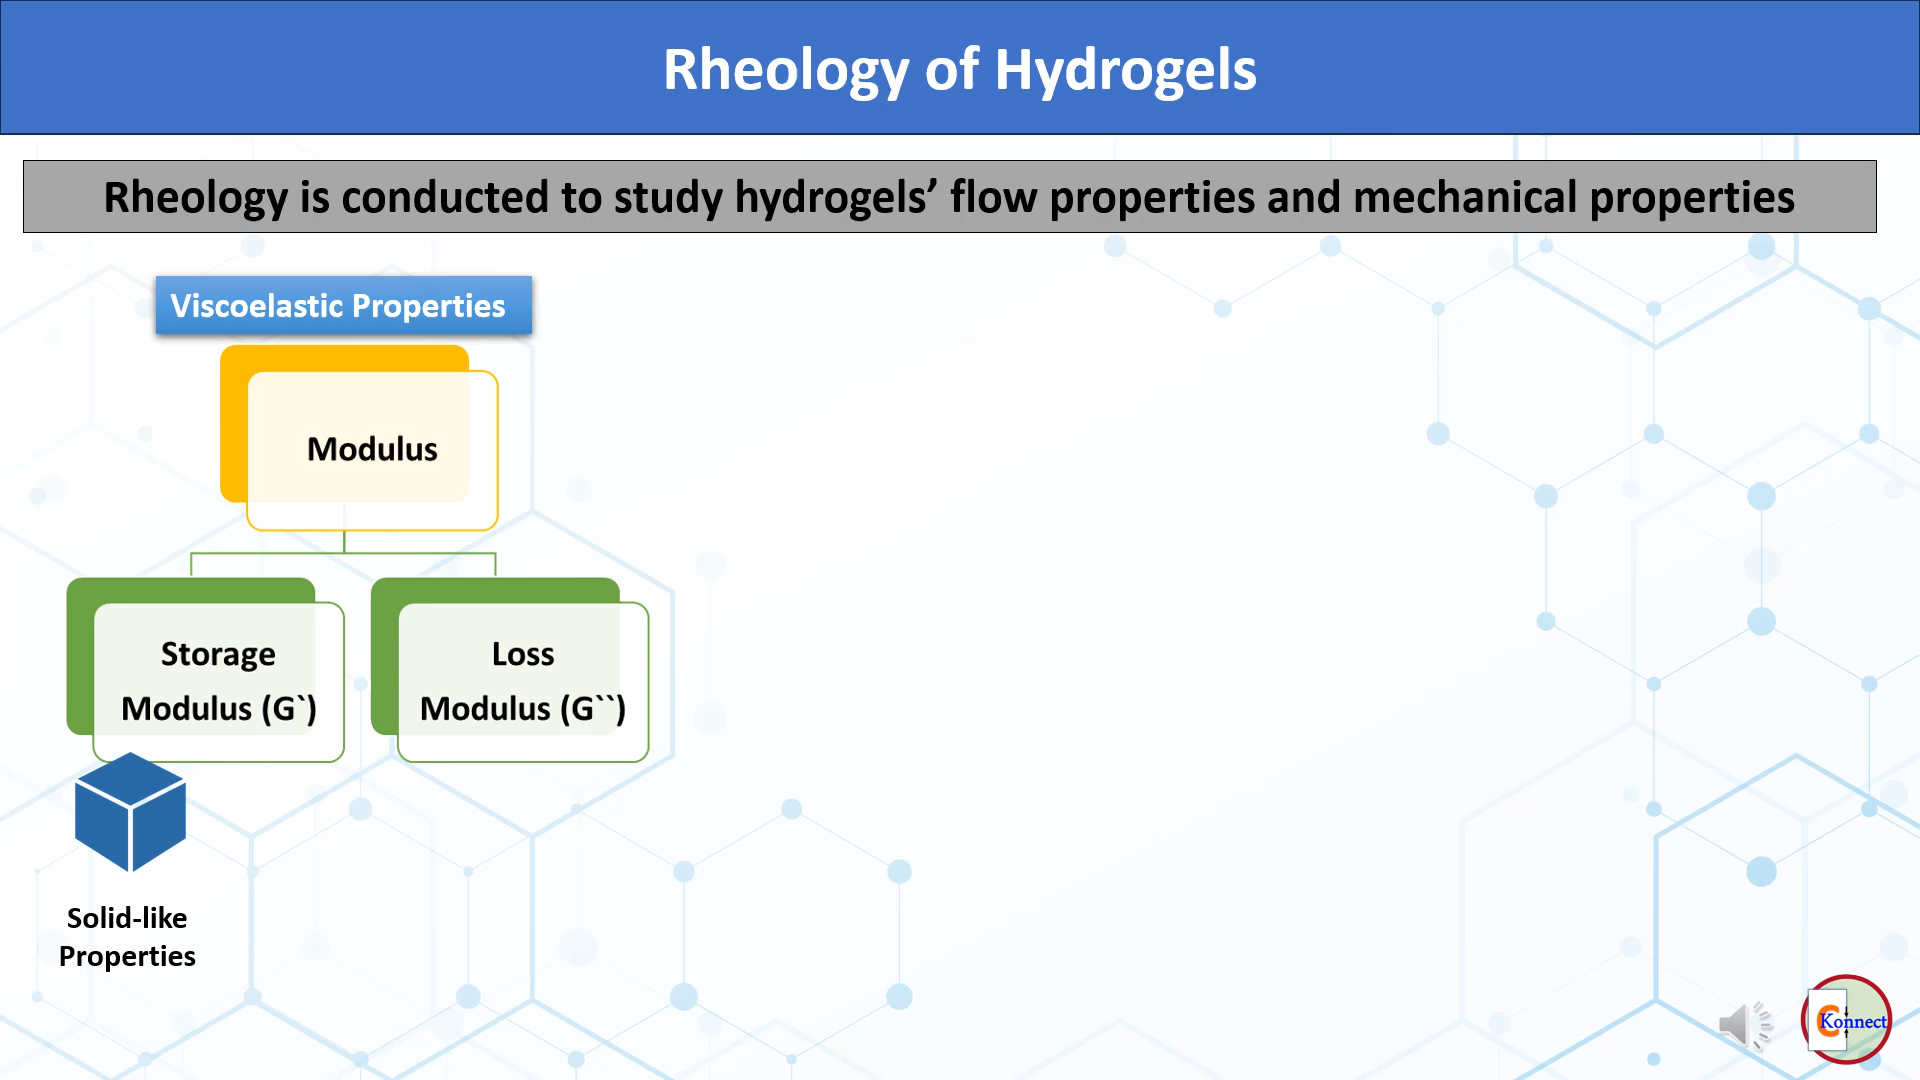 Rheology of Hydrogels
Rheology is conducted to study hydrogels’ flow properties and mechanical properties
Viscoelastic Properties
Modulus
Storage
Modulus (G`)
Loss
Modulus (G``)
Solid-like
Properties
C
Konnect